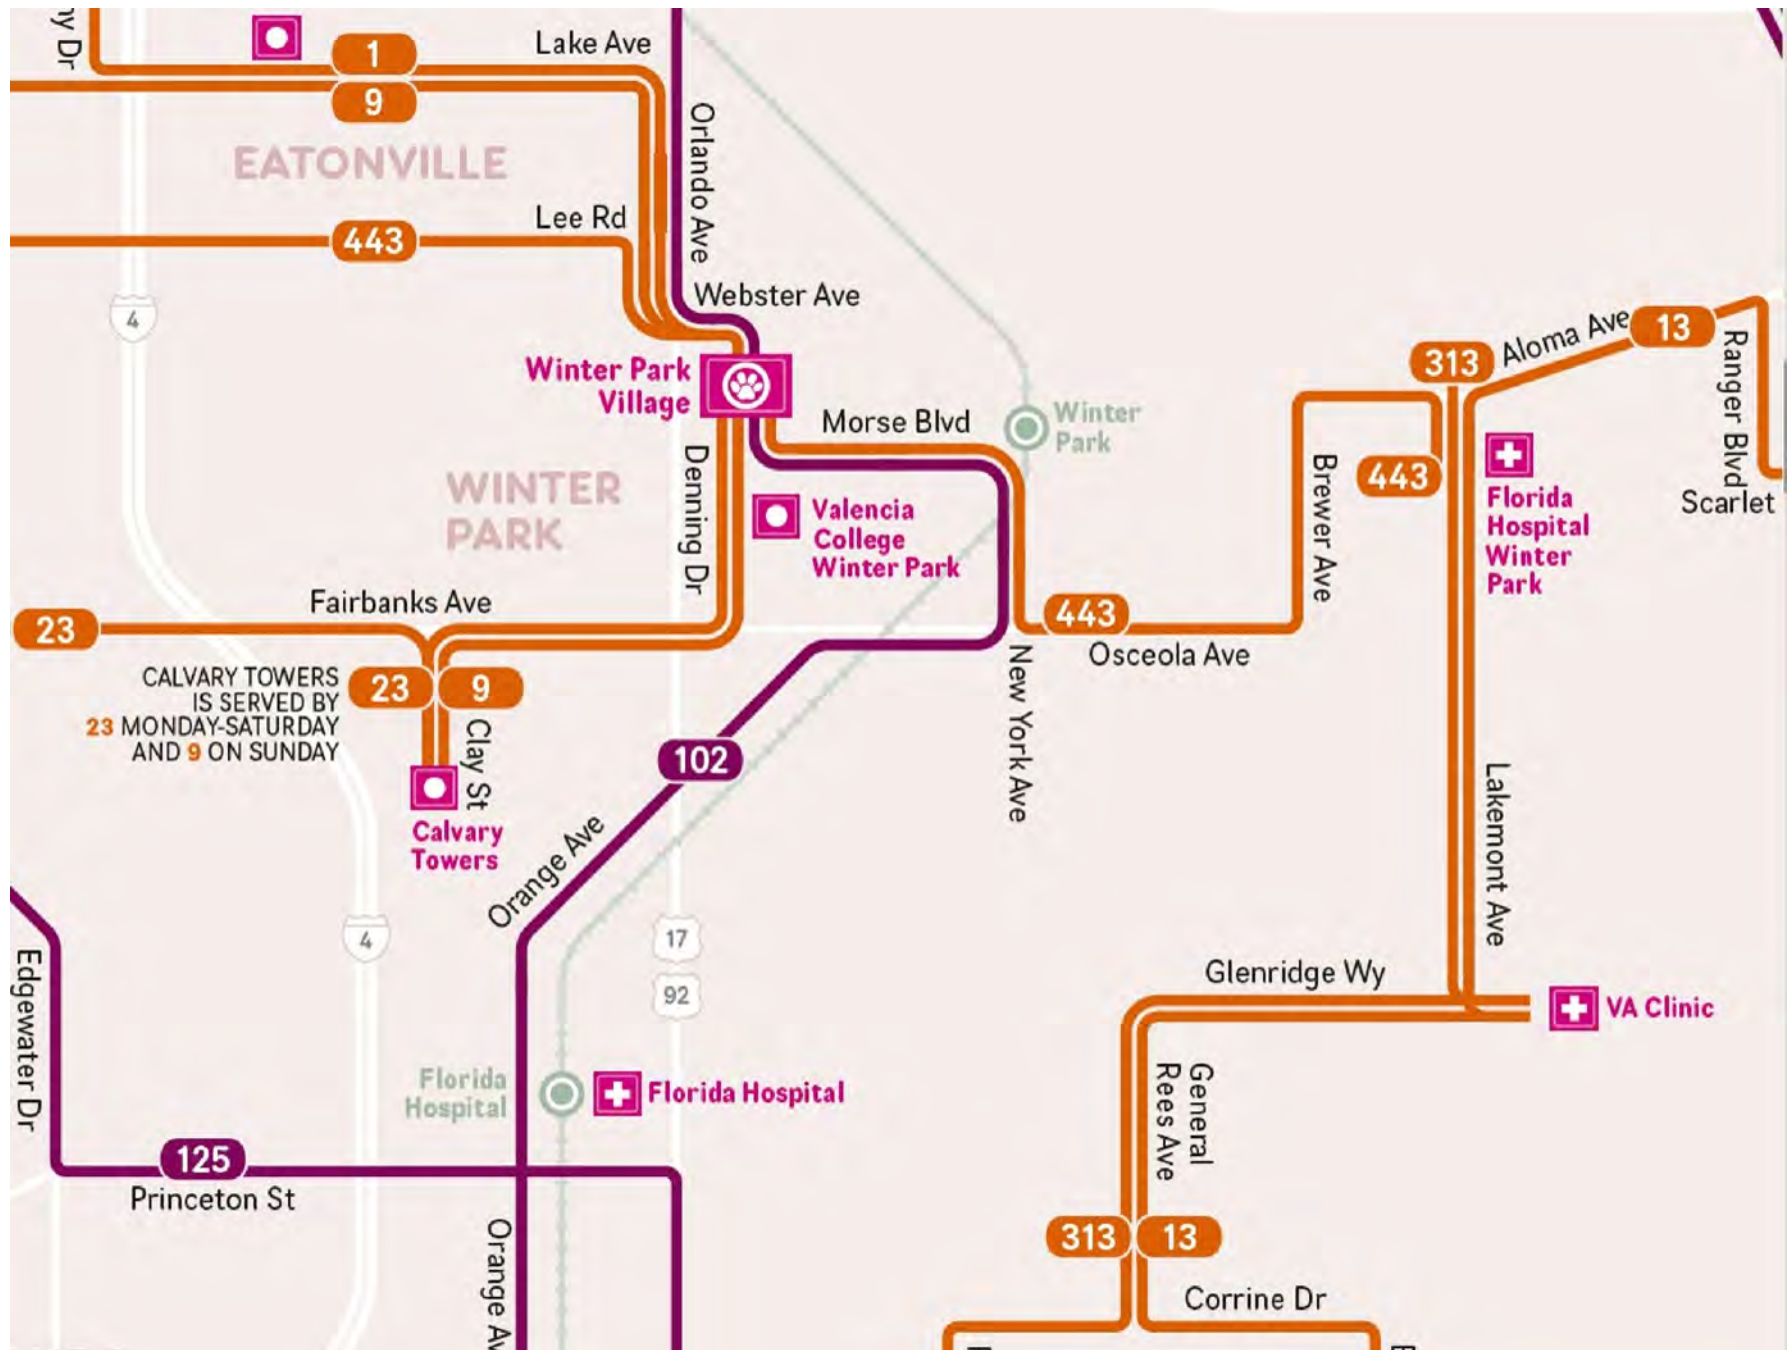 Lake Ave
1
9
EATONVILLE
Orlando Ave
Lee Rd
443
4
Webster Ave
Winter Park
Village
Morse Blvd
Winter
Park
313
Aloma Ave
13
Ranger Blvd
Scarlet
443
Brewer Ave
Florida
Hospital
Winter
Park
WINTER
PARK
Denning Dr
Valencia
College
Winter Park
Fairbanks Ave
23
443
Osceola Ave
CALVARY TOWERS
IS SERVED BY
23 MONDAY-SATURDAY
AND 9 ON SUNDAY
23
9
Clay St
Calvary
Towers
102
New York Ave
Orange Ave
Lakemont Ave
4
17
92
Edgewater Dr
Glenridge Wy
VA Clinic
Florida
Hospital
Florida Hospital
General
Rees Ave
125
Princeton St
Orange Av
313
13
Corrine Dr